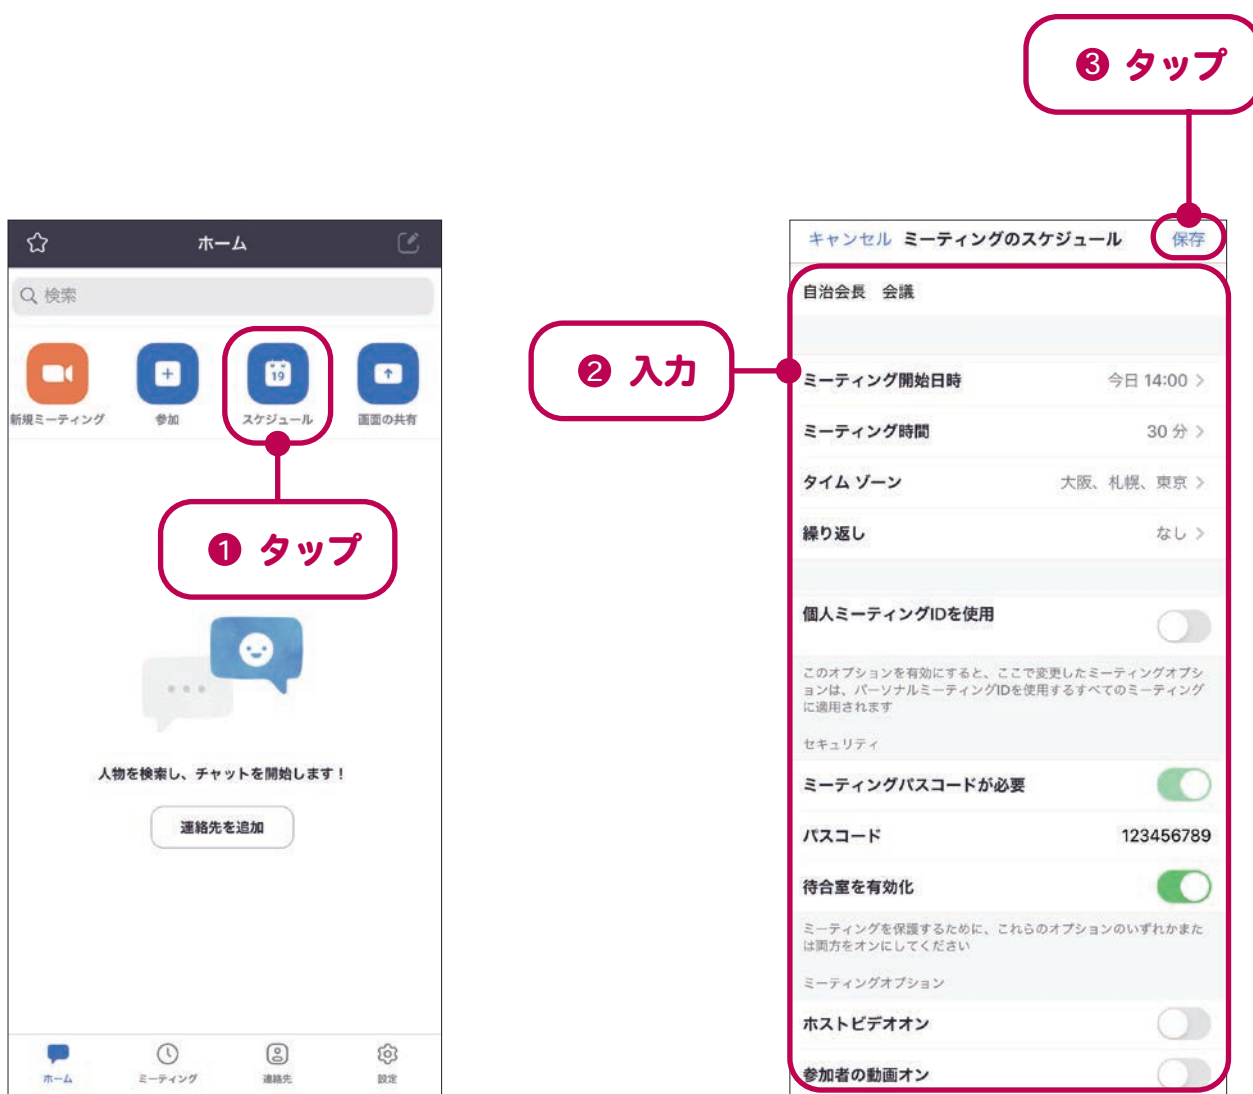 ❸ タップ
ホーム
検索
19
新規ミーティング
参加
スケジュール
画面の共有
❶ タップ
人物を検索し、チャットを開始します！
連絡先を追加
ホーム
ミーティング
連絡先
設定
❷ 入力
キャンセル ミーティングのスケジュール 保存
自治会長　会議
ミーティング開始日時 今日 14:00 >
ミーティング時間 30 分 >
タイム ゾーン 大阪、札幌、東京 >
繰り返し なし >
個人ミーティングIDを使用
このオプションを有効にすると、ここで変更したミーティングオプシ
ョンは、パーソナルミーティングIDを使用するすべてのミーティング
に適用されます
セキュリティ
ミーティングパスコードが必要
パスコード 123456789
待合室を有効化
ミーティングを保護するために、これらのオプションのいずれかまた
は両方をオンにしてください
ミーティングオプション
ホストビデオオン
参加者の動画オン